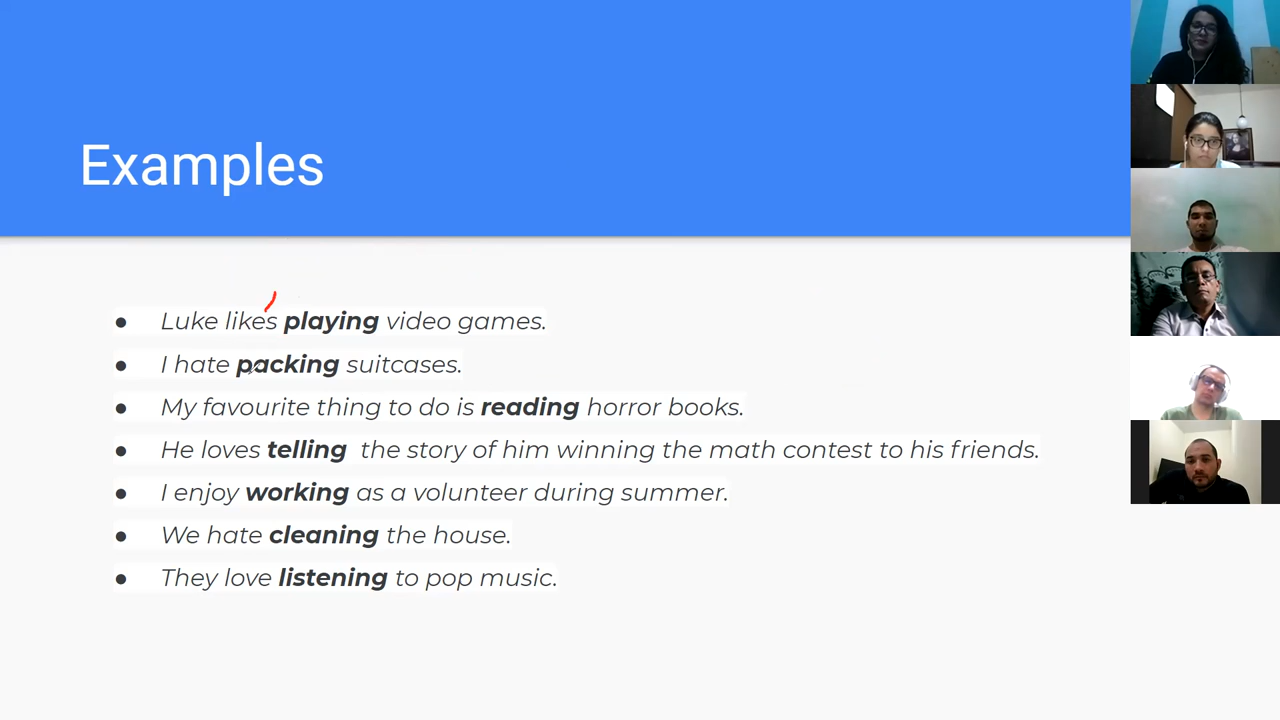 Examples
● Luke likes playing video games.
● I hate packing suitcases.
● My favourite thing to do is reading horror books.
● He loves telling the story of him winning the math contest to his friends.
● I enjoy working as a volunteer during summer.
● We hate cleaning the house.
● They love listening to pop music.